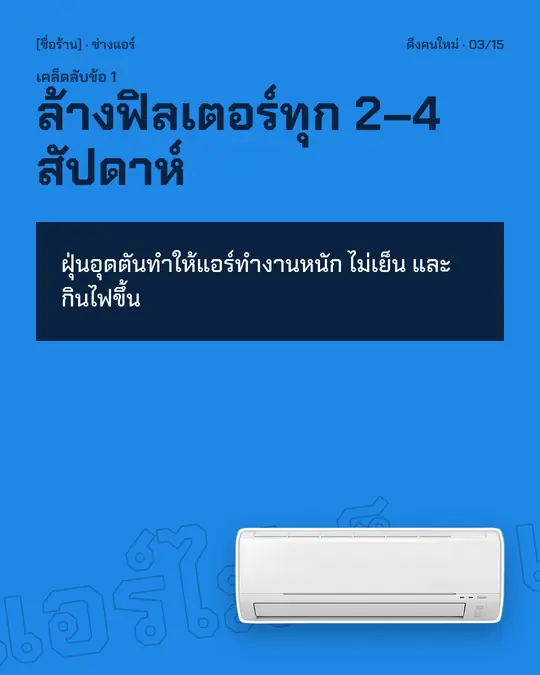 [ชื่อร้าน] · ช่างแอร์
ดึงคนใหม่ · 03/15
เคล็ดลับข้อ 1
ล้างฟิลเตอร์ทุก 2–4
สัปดาห์
ฝุ่นอุดตันทำให้แอร์ทำงานหนัก ไม่เย็น และ
กินไฟขึ้น